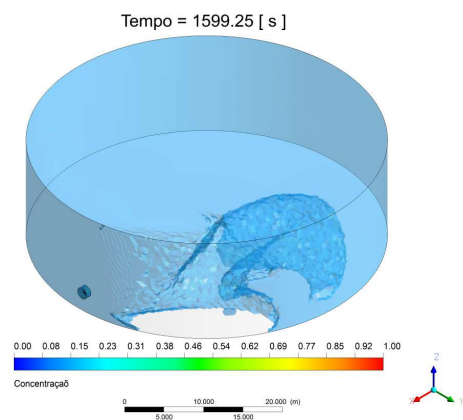 Tempo = 1599.25 [ s ]
0.00 0.08 0.15 0.23 0.31 0.38 0.46 0.54 0.62 0.69 0.77 0.85 0.92 1.00
Concentraçaõ
0 10.000 20.000 (m)
5.000 15.000
Z
X Y